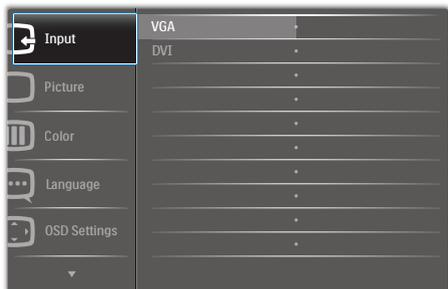 Input
VGA
DVI
Picture
Color
Language
OSD Settings